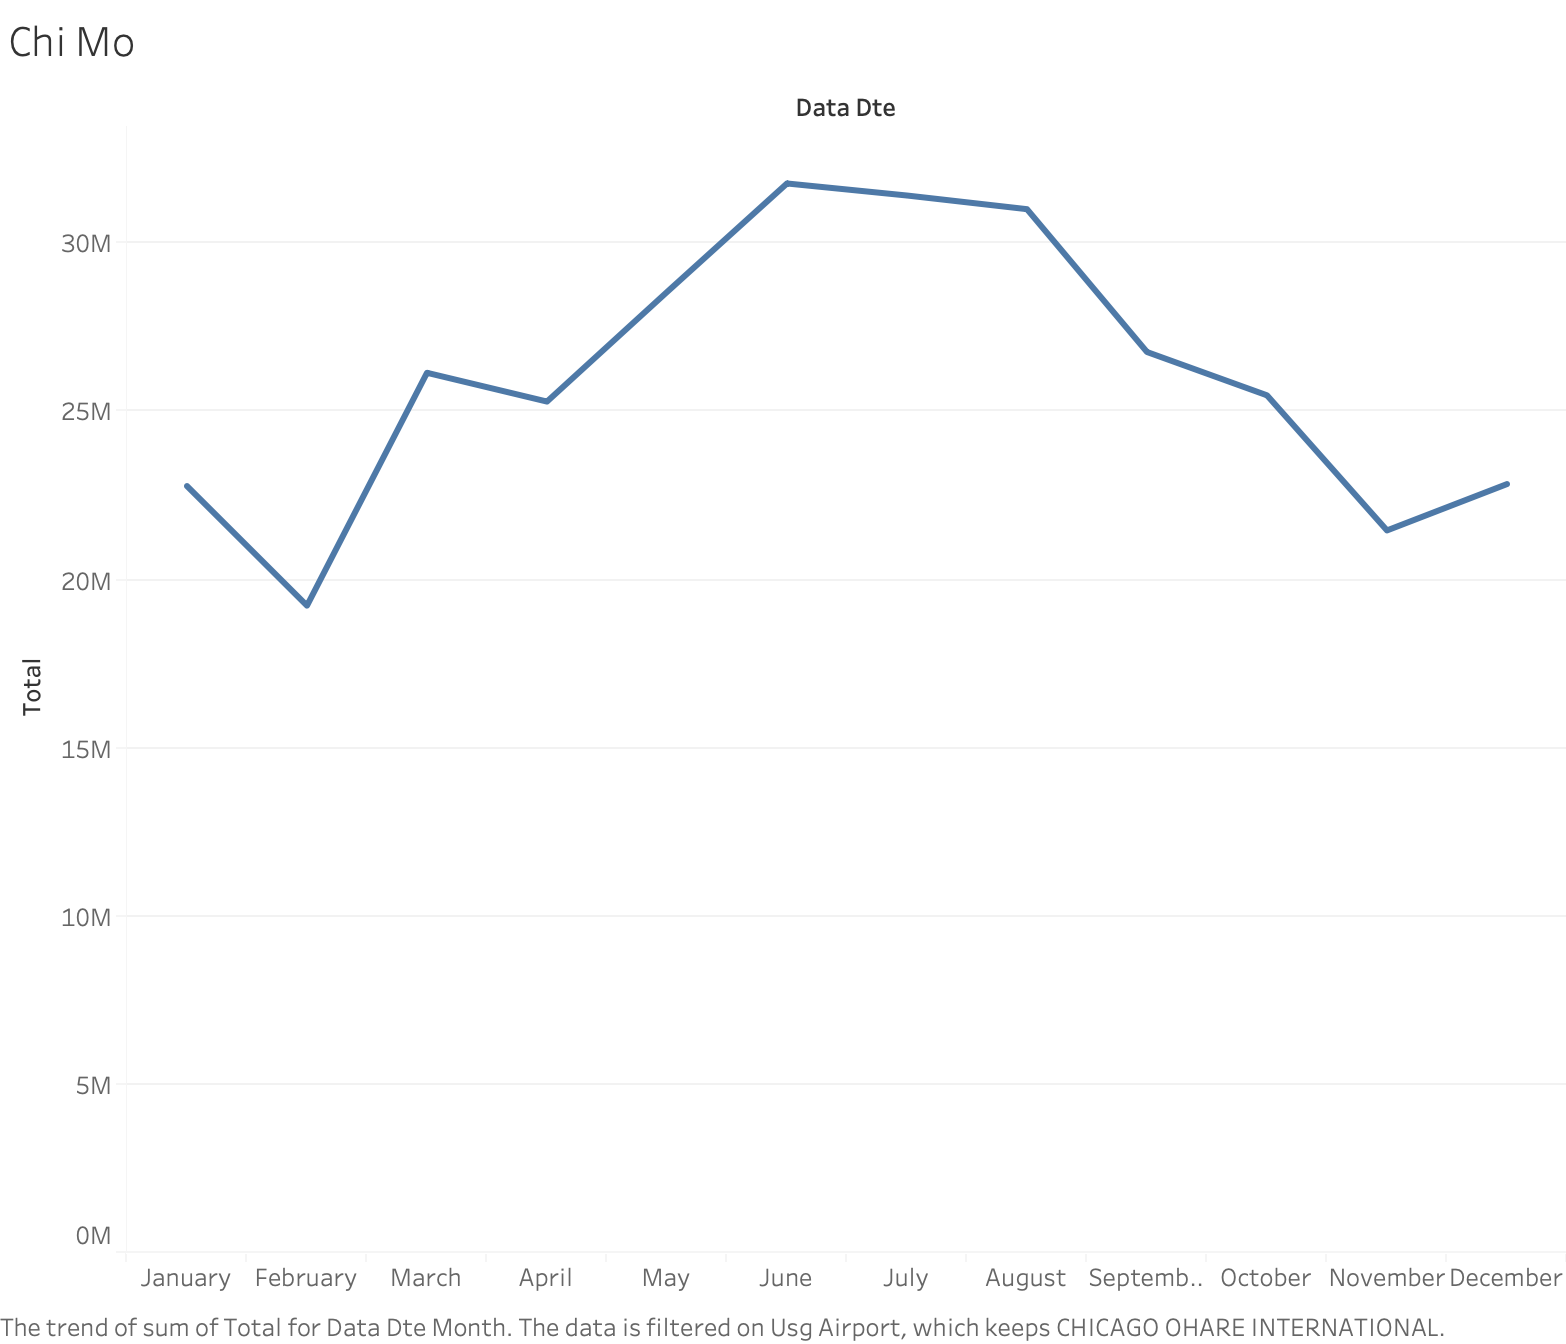 Chi Mo
Data Dte
30M
25M
20M
15M
10M
5M
0M
Total
January February March April May June July August Septemb.. October November December
The trend of sum of Total for Data Dte Month. The data is filtered on Usg Airport, which keeps CHICAGO OHARE INTERNATIONAL.